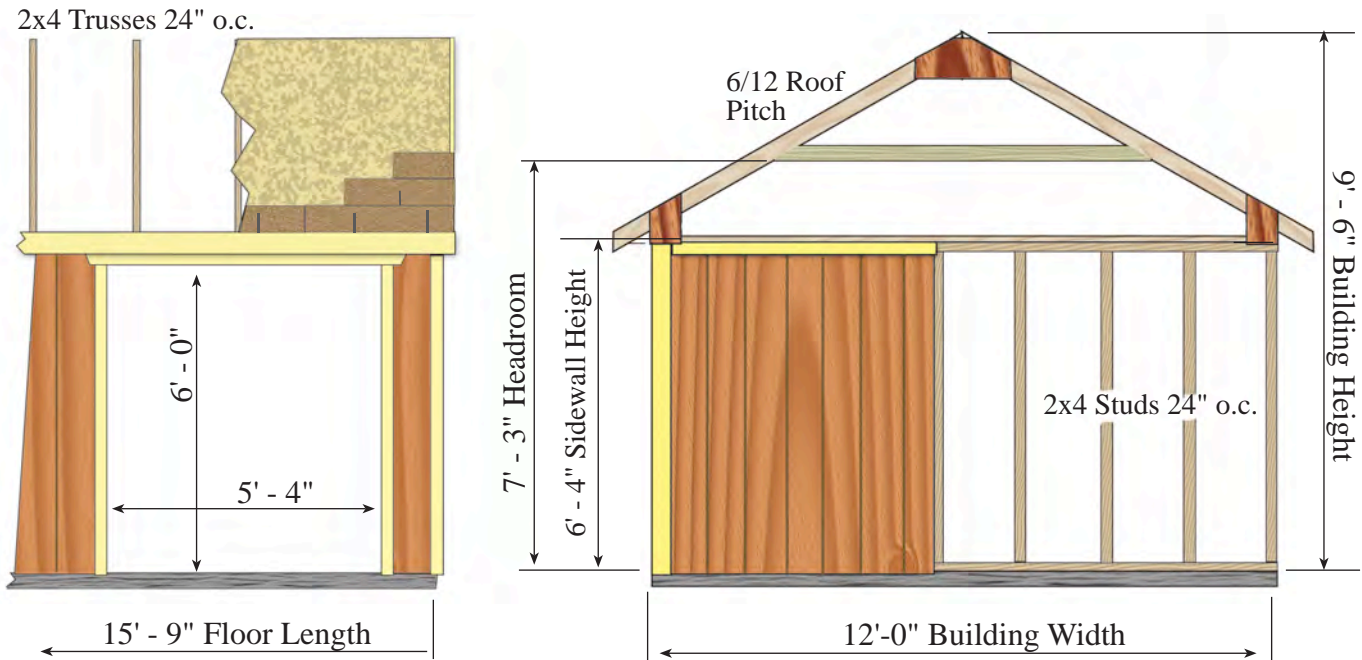 2x4 Trusses 24" o.c.
6' - 0"
5' - 4"
15' - 9" Floor Length
6/12 Roof
Pitch
7' - 3" Headroom
6' - 4" Sidewall Height
2x4 Studs 24" o.c.
9' - 6" Building Height
12'-0" Building Width